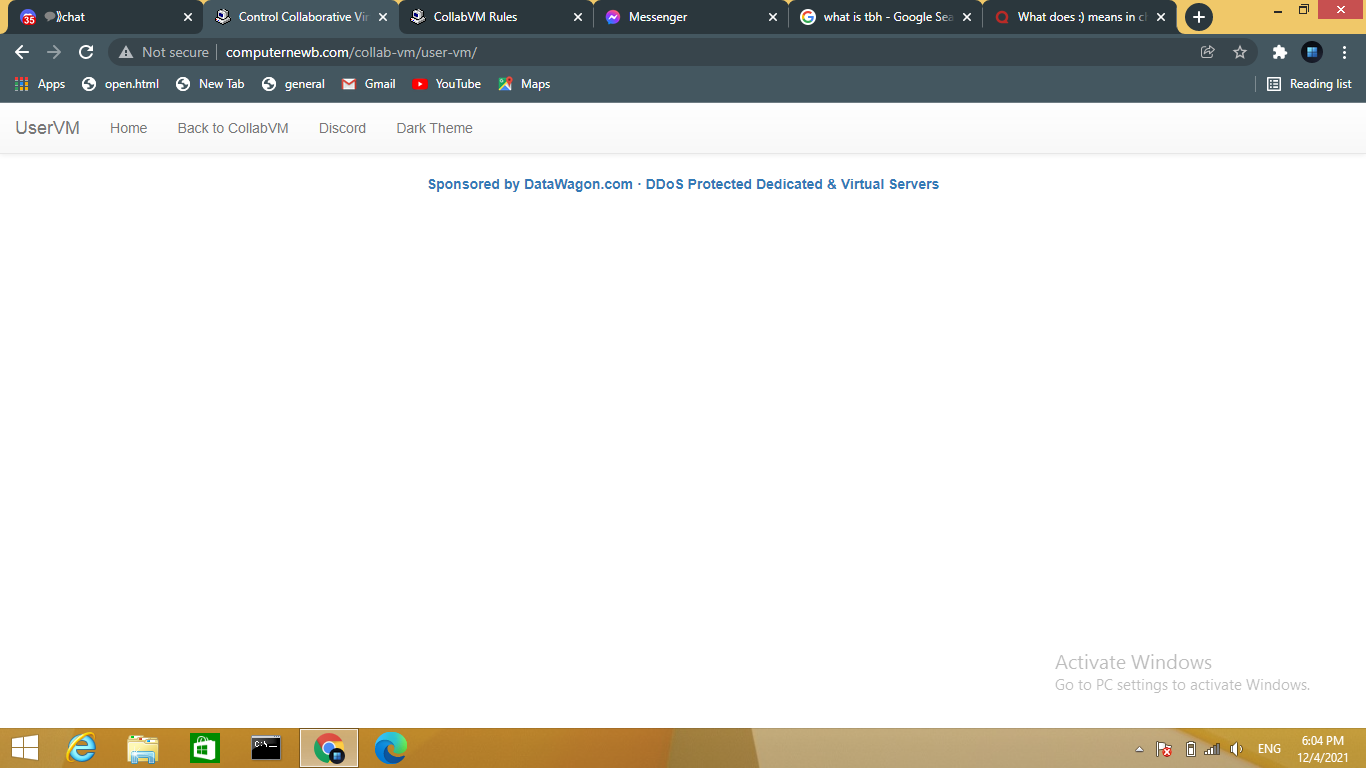 35 chat
Control Collaborative Vir
CollabVM Rules
Messenger
what is tbh - Google Sea
What does :) means in ch
Not secure
computernewb.com/collab-vm/user-vm/
Apps
open.html
New Tab
general
Gmail
YouTube
Maps
Reading list
UserVM
Home
Back to CollabVM
Discord
Dark Theme
Sponsored by DataWagon.com · DDoS Protected Dedicated & Virtual Servers
Activate Windows
Go to PC settings to activate Windows.
C:\._
ENG
6:04 PM
12/4/2021